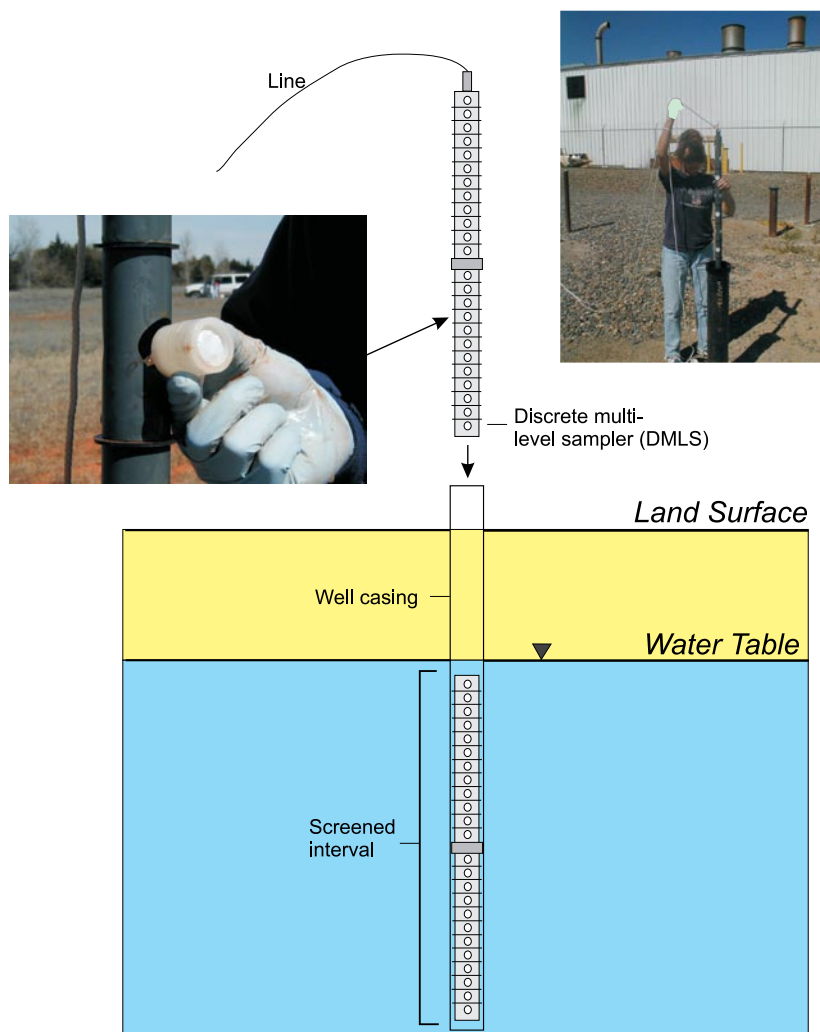 Line
Discrete multi-
level sampler (DMLS)
Land Surface
Well casing
Water Table
Screened
interval